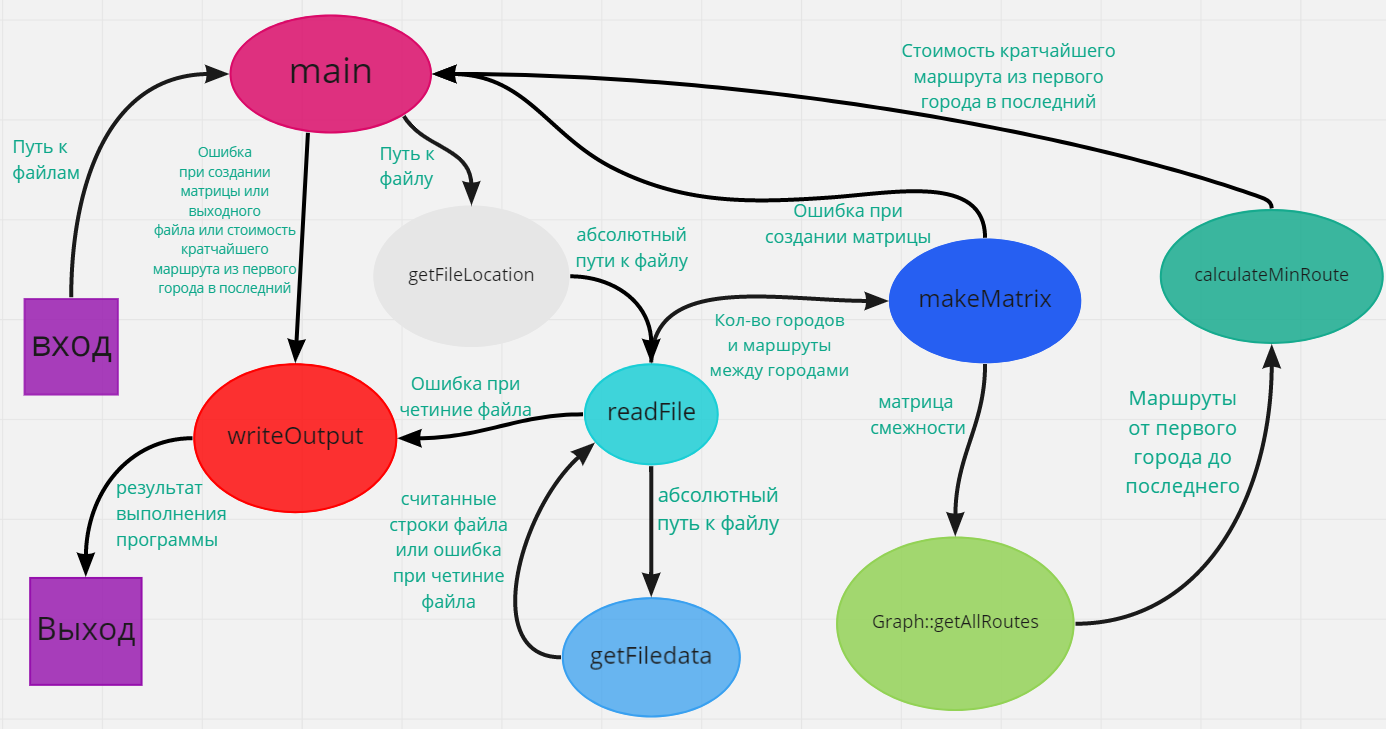 main
Стоимость кратчайшего
маршрута из первого
города в последний
Путь к
файлам
Ошибка
при создании
матрицы или
выходного
файла или стоимость
кратчайшего
маршрута из первого
города в последний
Путь к
файлу
getFileLocation
абсолютный
пути к файлу
Ошибка при
создании матрицы
makeMatrix
calculateMinRoute
вход
Кол-во городов
и маршруты
между городами
writeOutput
Ошибка при
четиние файла
readFile
матрица
смежности
Маршруты
от первого
города до
последнего
результат
выполнения
программы
считанные
строки файла
или ошибка
при четиние
файла
абсолютный
путь к файлу
Выход
getFiledata
Graph::getAllRoutes